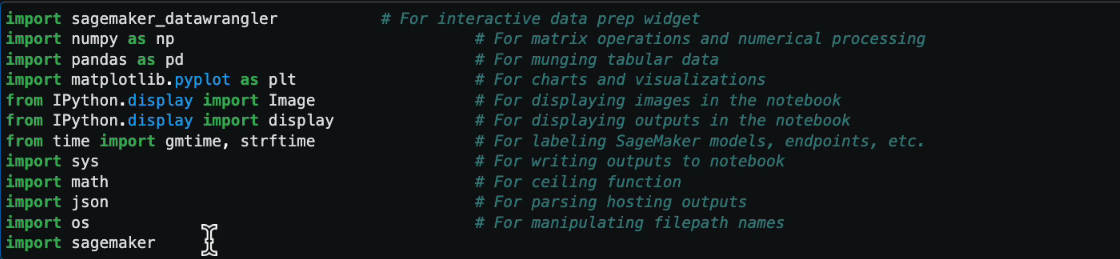 import sagemaker_datawrangler # For interactive data prep widget
import numpy as np # For matrix operations and numerical processing
import pandas as pd # For munging tabular data
import matplotlib.pyplot as plt # For charts and visualizations
from IPython.display import Image # For displaying images in the notebook
from IPython.display import display # For displaying outputs in the notebook
from time import gmtime, strftime # For labeling SageMaker models, endpoints, etc.
import sys # For writing outputs to notebook
import math # For ceiling function
import json # For parsing hosting outputs
import os # For manipulating filepath names
import sagemaker